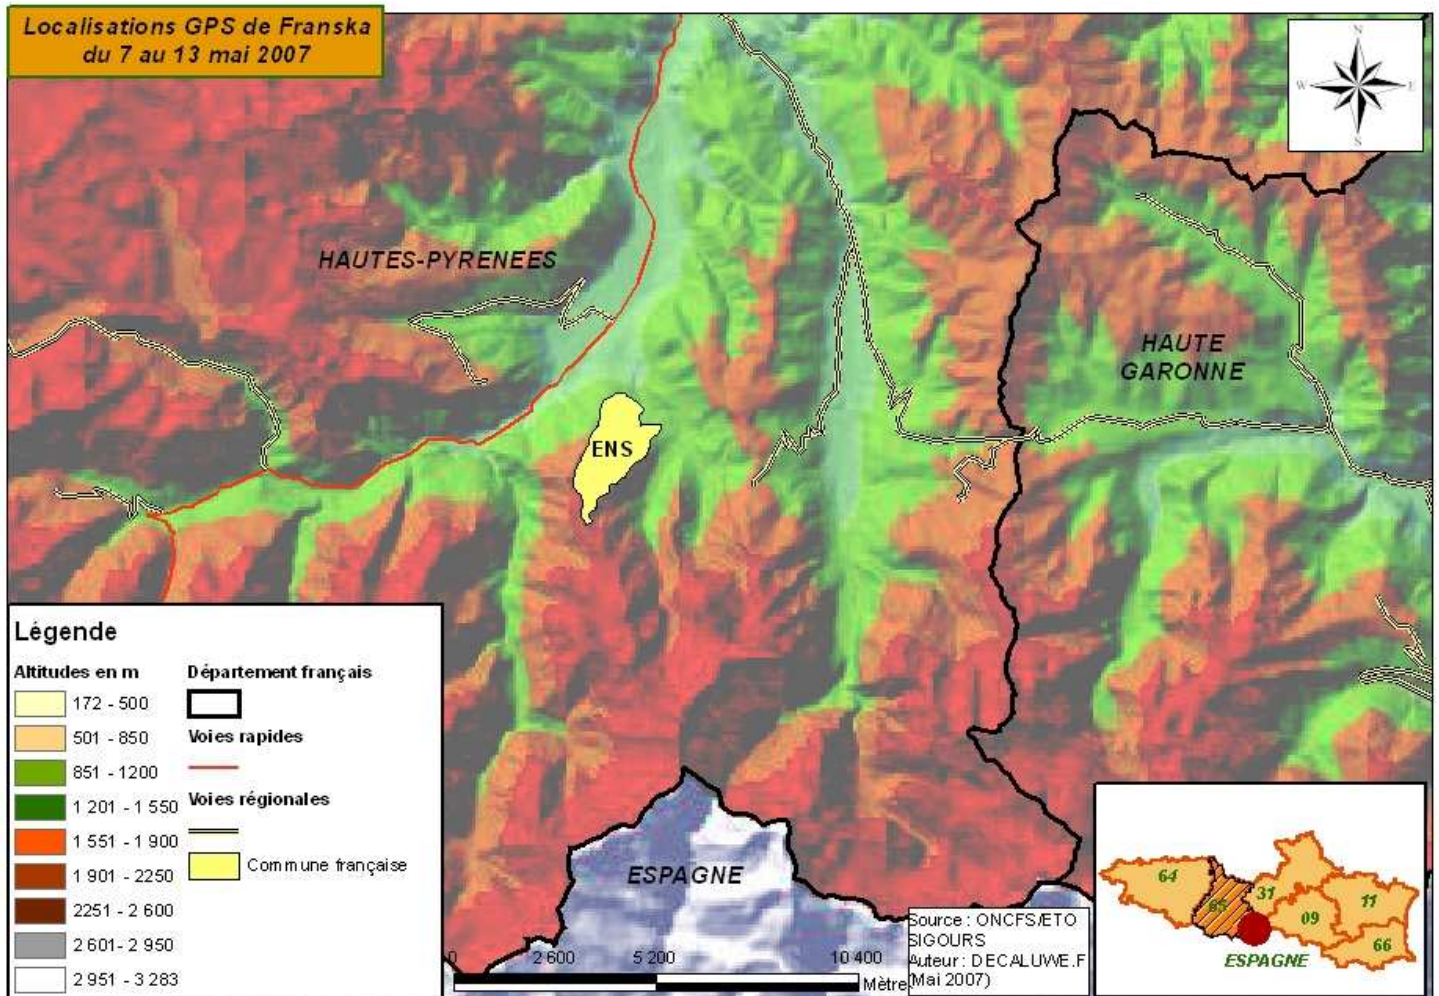 Localisations GPS de Franska
du 7 au 13 mai 2007
N
W
E
S
HAUTES-PYRENEES
HAUTE
GARONNE
ENS
ESPAGNE
Légende
Altitudes en m
172 - 500
501 - 850
851 - 1200
1 201 - 1 550
1 551 - 1 900
1 901 - 2250
2251 - 2 600
2 601 - 2 950
2 951 - 3 283
Département français
Voies rapides
Voies régionales
Commune française
0 2 600 5 200 10 400
Mètre
Source : ONCFS/ETO
SIGOURS
Auteur : DECALUWE.F
(Mai 2007)
64
65
31
09
11
66
ESPAGNE